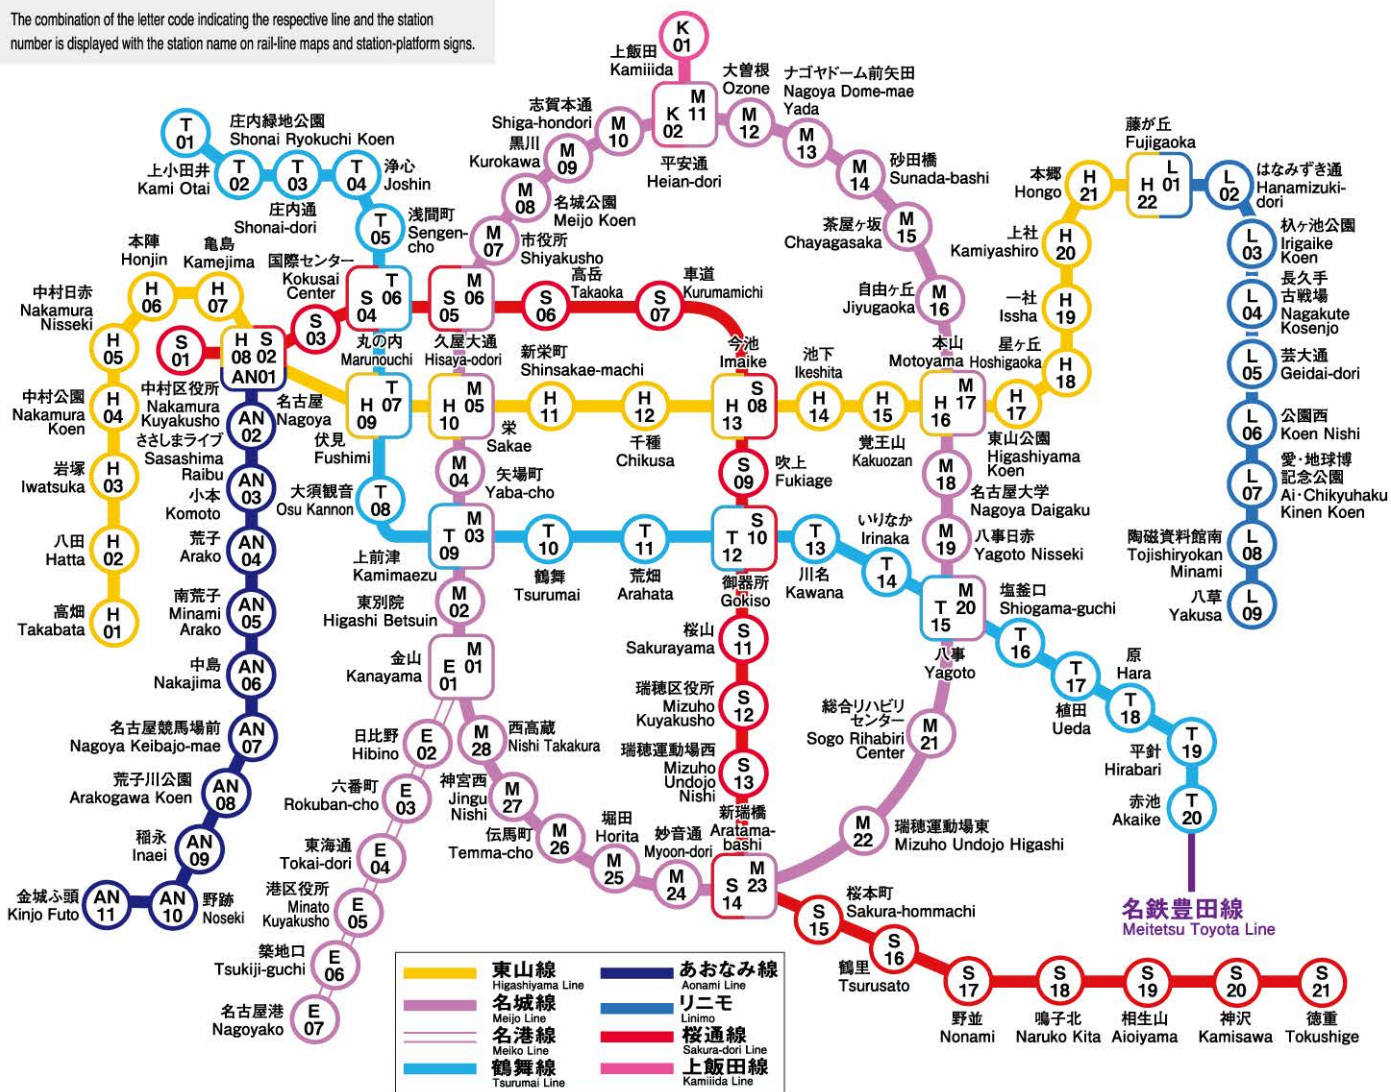 The combination of the letter code indicating the respective line and the station
number is displayed with the station name on rail-line maps and station-platform signs.
K
01
上飯田
Kamiiida
M
11
K
02
平安通
Heian-dori
大曽根
Ozone
M
12
ナゴヤドーム前矢田
Nagoya Dome-mae
Yada
M
13
砂田橋
Sunada-bashi
M
14
茶屋ヶ坂
Chayagasaka
M
15
自由ヶ丘
Jiyugaoka
M
16
志賀本通
Shiga-hondori
M
10
黒川
Kurokawa
M
09
名城公園
Meijo Koen
M
08
市役所
Shiyakusho
M
07
T
01
上小田井
Kami Otai
庄内緑地公園
Shonai Ryokuchi Koen
T
02
庄内通
Shonai-dori
T
03
浄心
Joshin
T
04
浅間町
Sengen-
cho
T
05
本陣
Honjin
H
06
亀島
Kamejima
H
07
中村日赤
Nakamura
Nisseki
H
05
中村公園
Nakamura
Koen
H
04
岩塚
Iwatsuka
H
03
八田
Hatta
H
02
高畑
Takabata
H
01
S
01
中村区役所
Nakamura
Kuyakusho
H
08
S
02
AN01
名古屋
Nagoya
国際センター
Kokusai
Center
S
03
T
06
S
04
丸の内
Marunouchi
M
06
S
05
久屋大通
Hisaya-odori
高岳
Takaoka
S
06
車道
Kurumamichi
S
07
今池
Imaike
S
08
H
13
T
07
H
09
伏見
Fushimi
M
05
H
10
栄
Sakae
新栄町
Shinsakae-machi
H
11
千種
Chikusa
H
12
池下
Ikeshita
H
14
覚王山
Kakuozan
H
15
本山
Motoyama
M
17
H
16
東山公園
Higashiyama
Koen
H
17
星ヶ丘
Hoshigaoka
H
18
一社
Issha
H
19
上社
Kamiyashiro
H
20
本郷
Hongo
H
21
藤が丘
Fujigaoka
L
01
H
22
はなみずき通
Hanamizuki-
dori
L
02
杁ヶ池公園
Irigaike
Koen
L
03
長久手
古戦場
Nagakute
Kosenjo
L
04
芸大通
Geidai-dori
L
05
公園西
Koen Nishi
L
06
愛・地球博
記念公園
Ai・Chikyuhaku
Kinen Koen
L
07
陶磁資料館南
Tojishiryokan
Minami
L
08
八草
Yakusa
L
09
AN
02
ささしまライブ
Sasashima
Raibu
AN
03
小本
Komoto
AN
04
荒子
Arako
AN
05
南荒子
Minami
Arako
AN
06
中島
Nakajima
AN
07
名古屋競馬場前
Nagoya Keibajo-mae
AN
08
荒子川公園
Arakogawa Koen
AN
09
稲永
Inaei
AN
10
野跡
Noseki
AN
11
金城ふ頭
Kinjo Futo
大須観音
Osu Kannon
T
08
矢場町
Yaba-cho
M
04
M
03
T
09
上前津
Kamimaezu
鶴舞
Tsurumai
T
10
荒畑
Arahata
T
11
吹上
Fukiage
S
09
S
10
T
12
御器所
Gokiso
川名
Kawana
T
13
いりなか
Irinaka
T
14
名古屋大学
Nagoya Daigaku
M
18
八事日赤
Yagoto Nisseki
M
19
M
20
T
15
八事
Yagoto
塩釜口
Shiogama-guchi
T
16
植田
Ueda
T
17
原
Hara
T
18
平針
Hirabari
T
19
赤池
Akaike
T
20
名鉄豊田線
Meitetsu Toyota Line
東別院
Higashi Betsuin
M
02
金山
Kanayama
M
01
E
01
日比野
Hibino
E
02
六番町
Rokuban-cho
E
03
東海通
Tokai-dori
E
04
港区役所
Minato
Kuyakusho
E
05
築地口
Tsukiji-guchi
E
06
名古屋港
Nagoyako
E
07
西高蔵
Nishi Takakura
M
28
神宮西
Jingu
Nishi
M
27
伝馬町
Temma-cho
M
26
堀田
Horita
M
25
妙音通
Myoon-dori
M
24
桜山
Sakurayama
S
11
瑞穂区役所
Mizuho
Kuyakusho
S
12
瑞穂運動場西
Mizuho
Undojo
Nishi
S
13
新瑞橋
Aratama-
bashi
M
23
S
14
総合リハビリ
センター
Sogo Rihabiri
Center
M
21
瑞穂運動場東
Mizuho Undojo Higashi
M
22
桜本町
Sakura-hommachi
S
15
鶴里
Tsurusato
S
16
野並
Nonami
S
17
鳴子北
Naruko Kita
S
18
相生山
Aioiyama
S
19
神沢
Kamisawa
S
20
徳重
Tokushige
S
21
東山線
Higashiyama Line
名城線
Meijo Line
名港線
Meiko Line
鶴舞線
Tsurumai Line
あおなみ線
Aonami Line
リニモ
Linimo
桜通線
Sakura-dori Line
上飯田線
Kamiiida Line